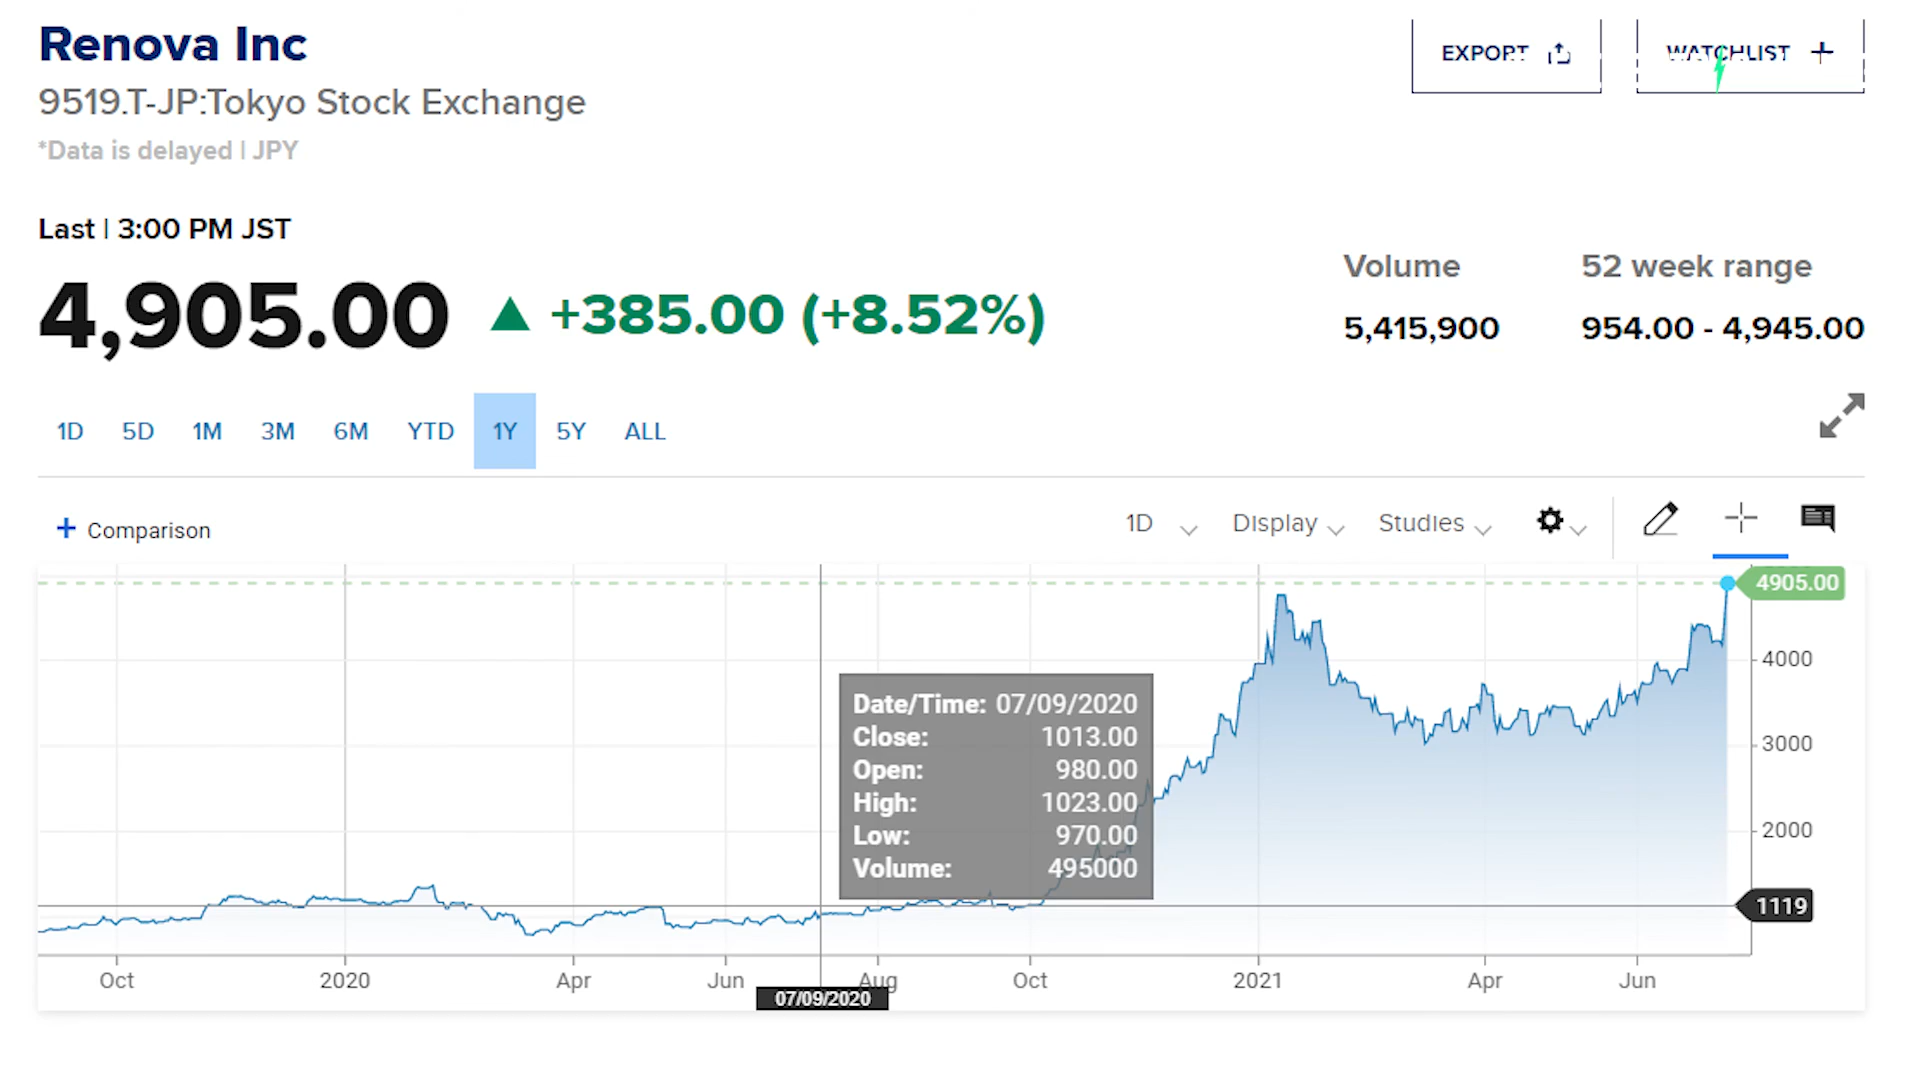 Renova Inc
EXPORT
WATCHLIST +
9519.T-JP:Tokyo Stock Exchange
*Data is delayed | JPY
Last | 3:00 PM JST
4,905.00 ▲ +385.00 (+8.52%)
Volume
5,415,900
52 week range
954.00 - 4,945.00
1D 5D 1M 3M 6M YTD 1Y 5Y ALL
+ Comparison
1D Display Studies
4905.00
4000
3000
2000
1119
Date/Time: 07/09/2020
Close: 1013.00
Open: 980.00
High: 1023.00
Low: 970.00
Volume: 495000
Oct 2020 Apr Jun Aug Oct 2021 Apr Jun
07/09/2020